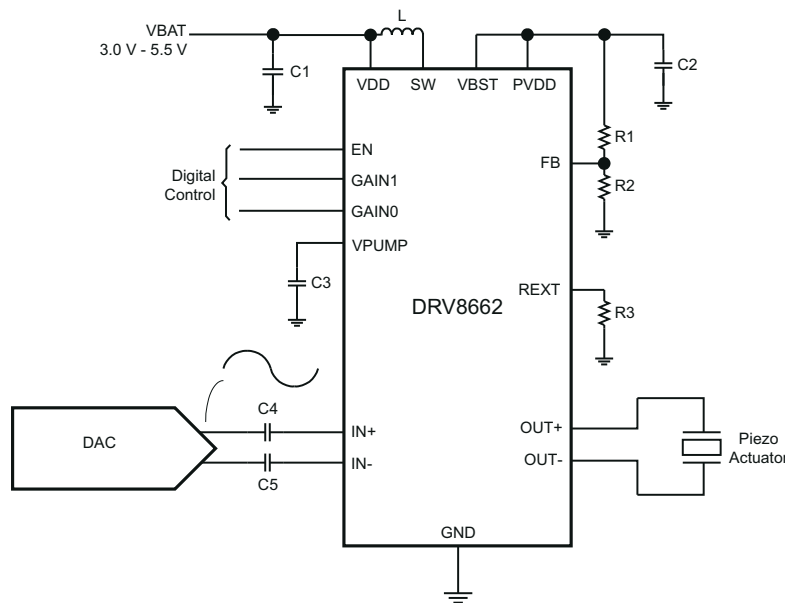 VBAT
3.0 V - 5.5 V
L
C1
C2
VDD
SW
VBST
PVDD
Digital
Control
EN
GAIN1
GAIN0
VPUMP
FB
R1
R2
C3
DRV8662
REXT
R3
DAC
C4
C5
IN+
IN-
OUT+
OUT-
Piezo
Actuator
GND